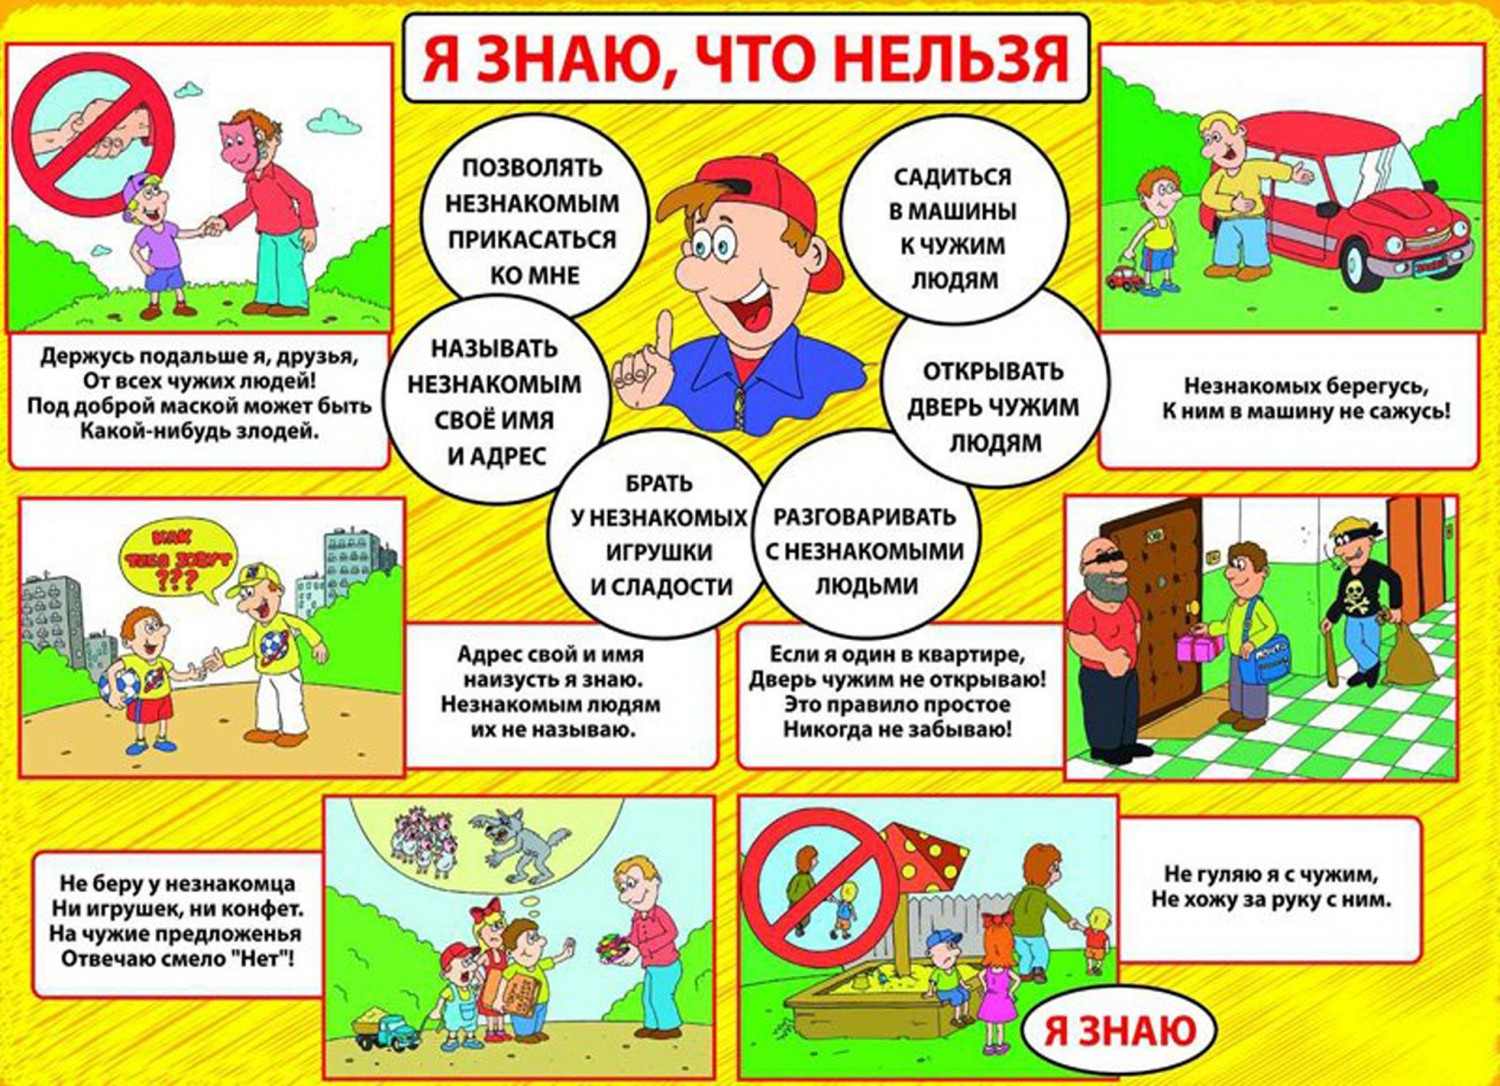 Я ЗНАЮ, ЧТО НЕЛЬЗЯ
ПОЗВОЛЯТЬ
НЕЗНАКОМЫМ
ПРИКАСАТЬСЯ
КО МНЕ
САДИТЬСЯ
В МАШИНЫ
К ЧУЖИМ
ЛЮДЯМ
НАЗЫВАТЬ
НЕЗНАКОМЫМ
СВОЁ ИМЯ
И АДРЕС
ОТКРЫВАТЬ
ДВЕРЬ ЧУЖИМ
ЛЮДЯМ
БРАТЬ
У НЕЗНАКОМЫХ
ИГРУШКИ
И СЛАДОСТИ
РАЗГОВАРИВАТЬ
С НЕЗНАКОМЫМИ
ЛЮДЬМИ
Держусь подальше я, друзья,
От всех чужих людей!
Под доброй маской может быть
Какой-нибудь злодей.
Незнакомых берегусь,
К ним в машину не сажусь!
КАК
ТЕБЯ ЗОВУТ
???
Адрес свой и имя
наизусть я знаю.
Незнакомым людям
их не называю.
Если я один в квартире,
Дверь чужим не открываю!
Это правило простое
Никогда не забываю!
ПОЧТА
Не беру у незнакомца
Ни игрушек, ни конфет.
На чужие предложенья
Отвечаю смело "Нет"!
Не гуляю я с чужим,
Не хожу за руку с ним.
Я ЗНАЮ